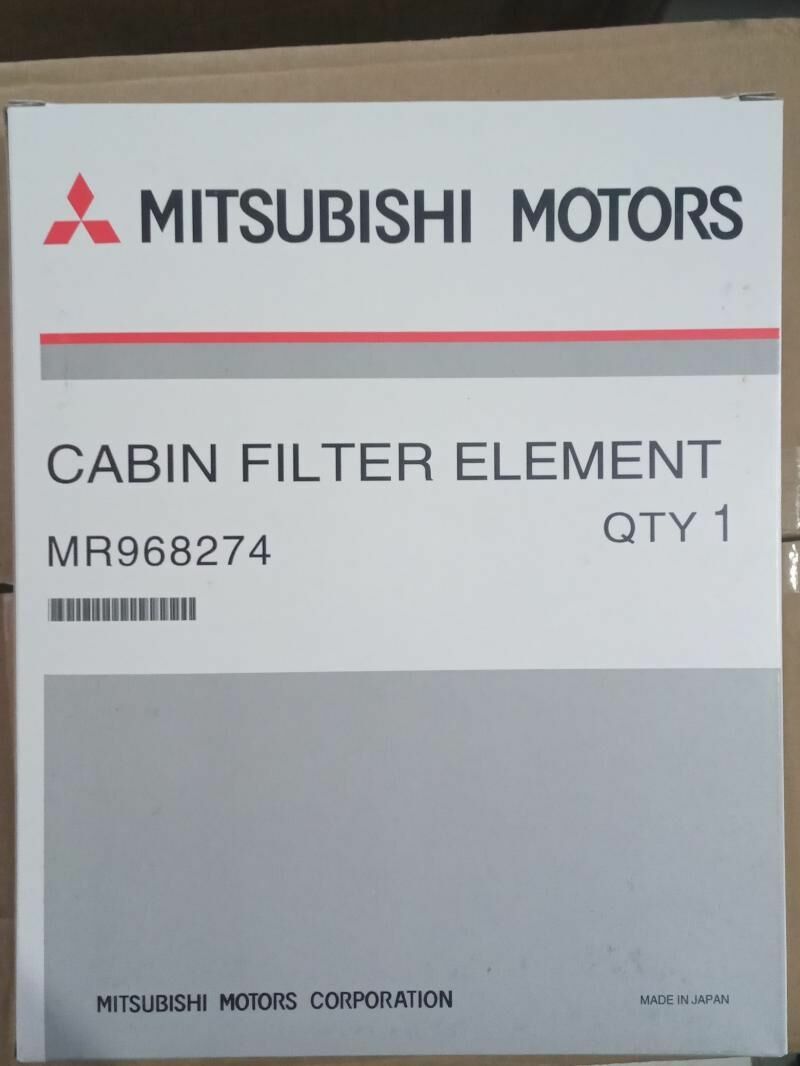 MITSUBISHI MOTORS
CABIN FILTER ELEMENT
QTY 1
MR968274
MITSUBISHI MOTORS CORPORATION
MADE IN JAPAN